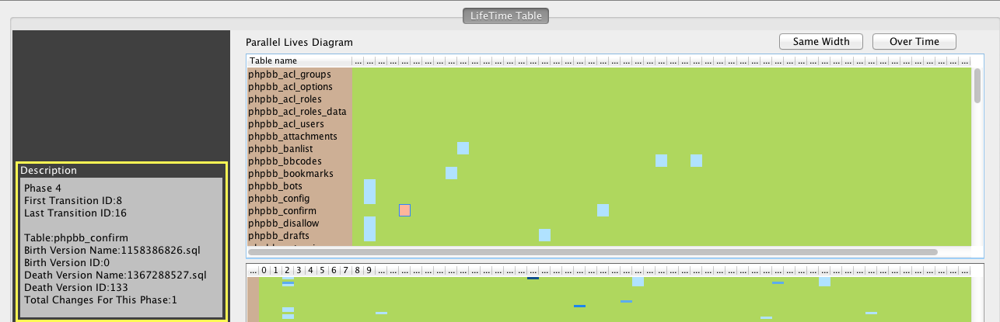 LifeTime Table
Parallel Lives Diagram
Same Width
Over Time
Table name ... ... ... ... ... ... ... ... ... ... ... ... ... ... ... ... ... ... ... ... ... ... ... ... ... ... ... ... ... ... ... ... ... ... ... ... ... ... ... ... ... ... ... ... ... ... ... ... ... ... ... ... ...
phpbb_acl_groups
phpbb_acl_options
phpbb_acl_roles
phpbb_acl_roles_data
phpbb_acl_users
phpbb_attachments
phpbb_banlist
phpbb_bbcodes
phpbb_bookmarks
phpbb_bots
phpbb_config
phpbb_confirm
phpbb_disallow
phpbb_drafts
Description
Phase 4
First Transition ID:8
Last Transition ID:16
Table:phpbb_confirm
Birth Version Name:1158386826.sql
Birth Version ID:0
Death Version Name:1367288527.sql
Death Version ID:133
Total Changes For This Phase:1
... 0 1 2 3 4 5 6 7 8 9 ... ... ... ... ... ... ... ... ... ... ... ... ... ... ... ... ... ... ... ... ... ... ... ... ... ... ... ... ... ... ... ... ... ... ... ... ... ... ... ... ...